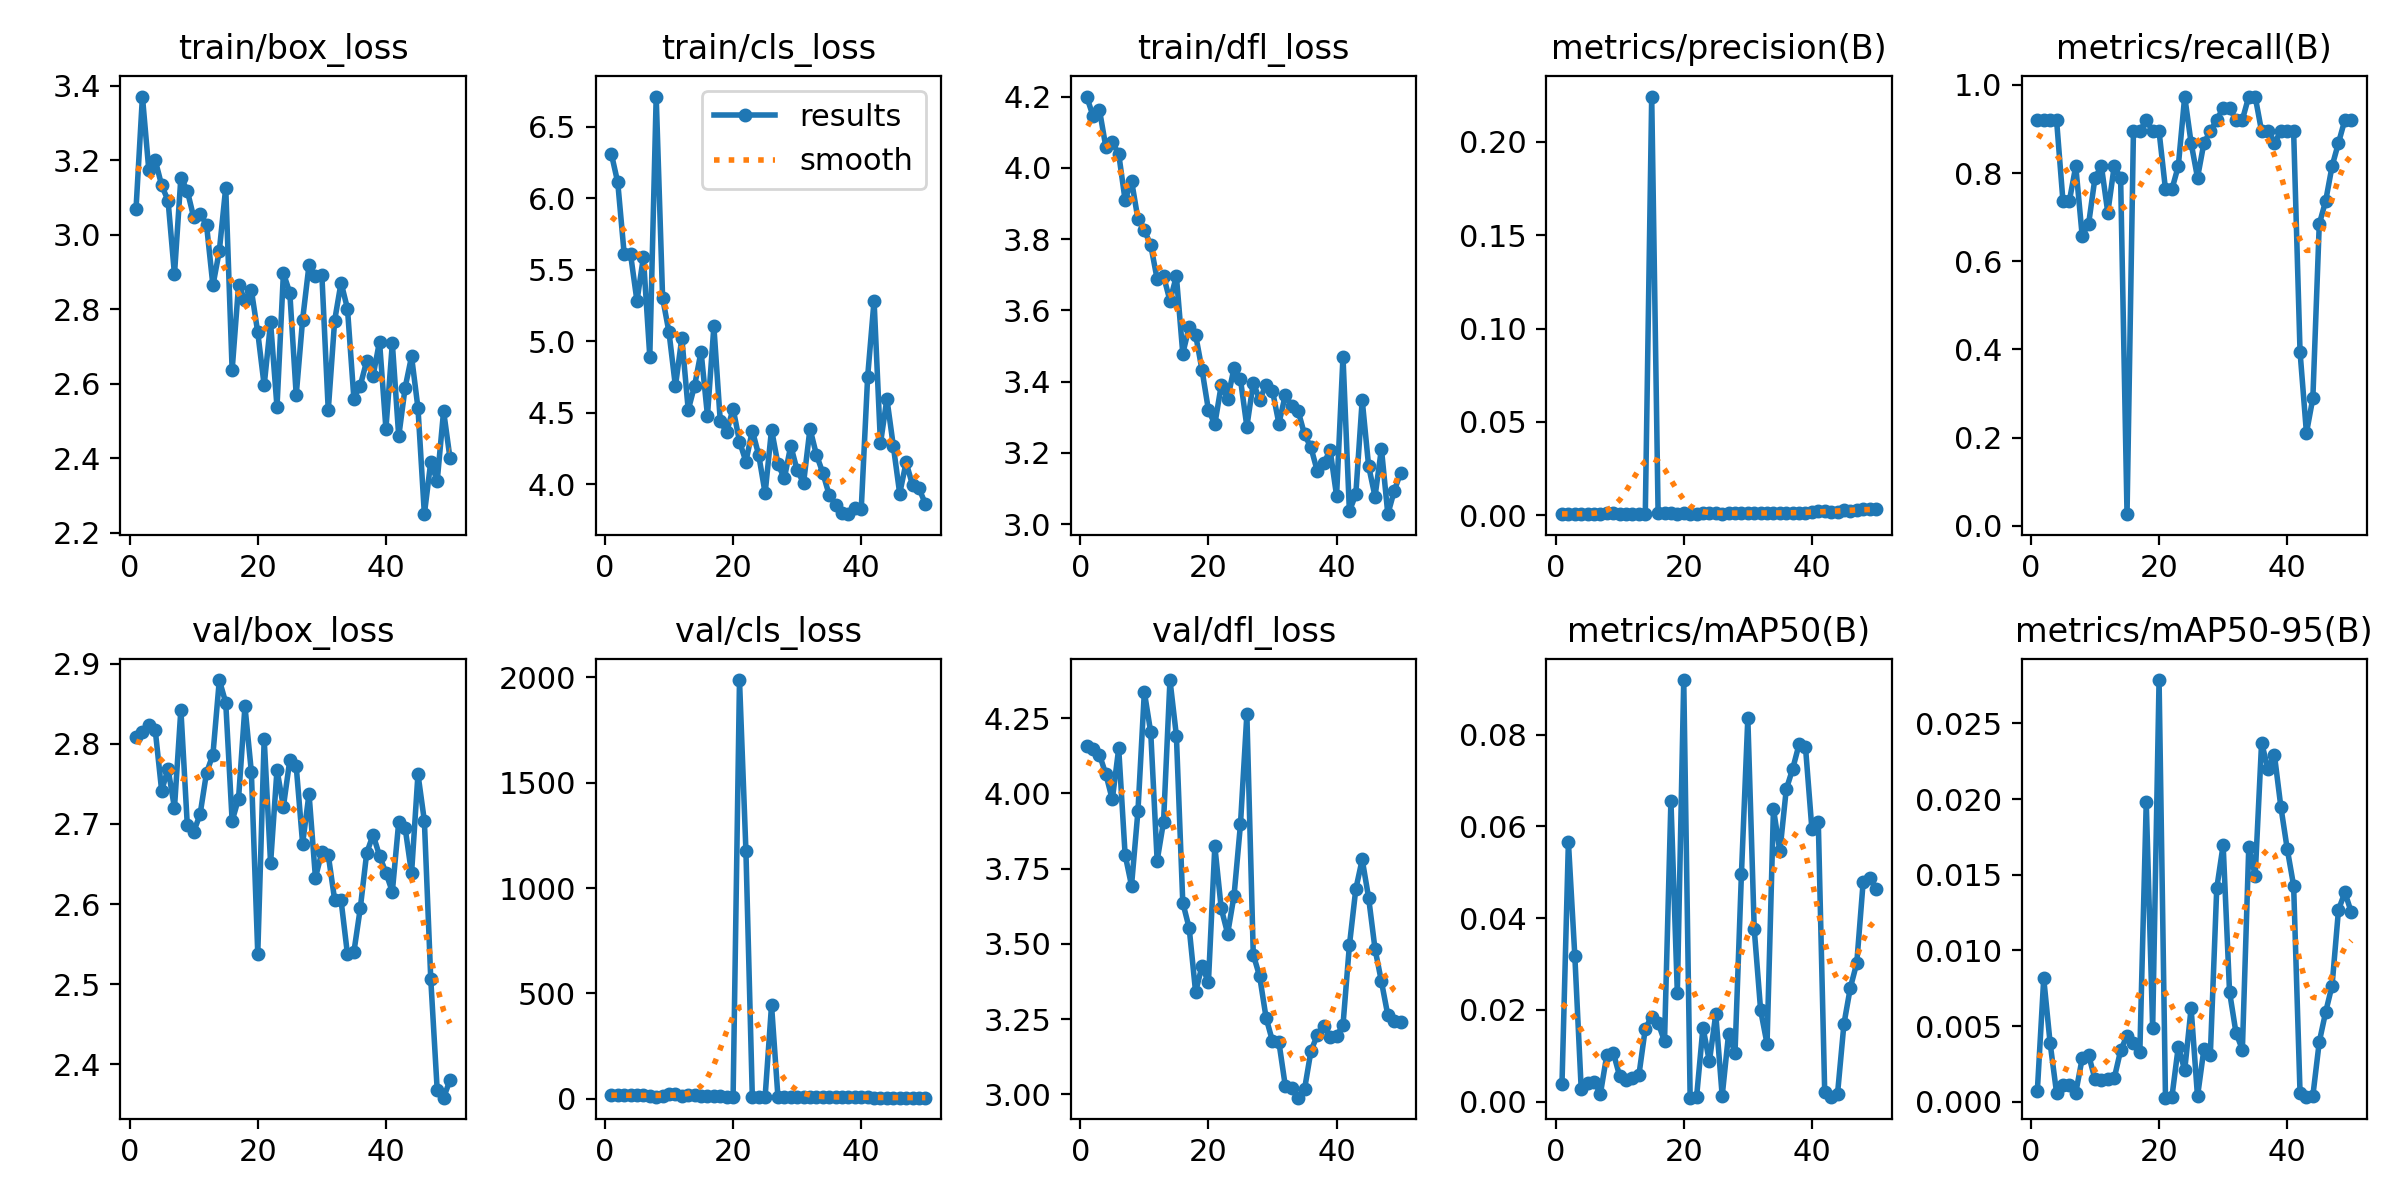 train/box_loss
3.4
3.2
3.0
2.8
2.6
2.4
2.2
0 20 40
train/cls_loss
results
smooth
6.5
6.0
5.5
5.0
4.5
4.0
0 20 40
train/dfl_loss
4.2
4.0
3.8
3.6
3.4
3.2
3.0
0 20 40
metrics/precision(B)
0.20
0.15
0.10
0.05
0.00
0 20 40
metrics/recall(B)
1.0
0.8
0.6
0.4
0.2
0.0
0 20 40
val/box_loss
2.9
2.8
2.7
2.6
2.5
2.4
0 20 40
val/cls_loss
2000
1500
1000
500
0
0 20 40
val/dfl_loss
4.25
4.00
3.75
3.50
3.25
3.00
0 20 40
metrics/mAP50(B)
0.08
0.06
0.04
0.02
0.00
0 20 40
metrics/mAP50-95(B)
0.025
0.020
0.015
0.010
0.005
0.000
0 20 40